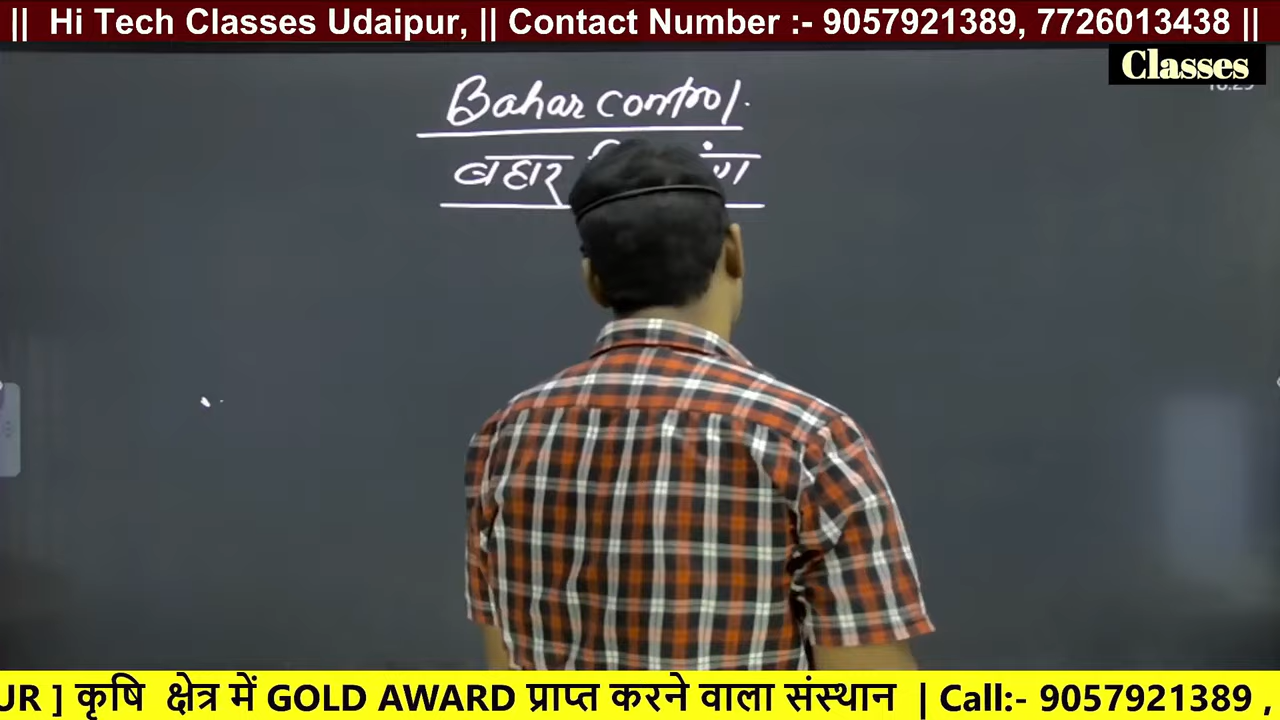 || Hi Tech Classes Udaipur, || Contact Number :- 9057921389, 7726013438 ||
Classes
Bahar control.
बहार
UR ] कृषि क्षेत्र में GOLD AWARD प्राप्त करने वाला संस्थान | Call:- 9057921389 ,